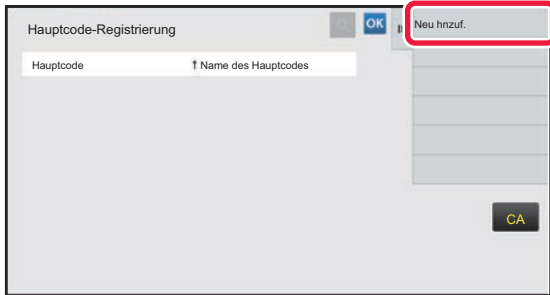 Hauptcode-Registrierung
OK
Neu hnzuf.
Hauptcode
Name des Hauptcodes
CA